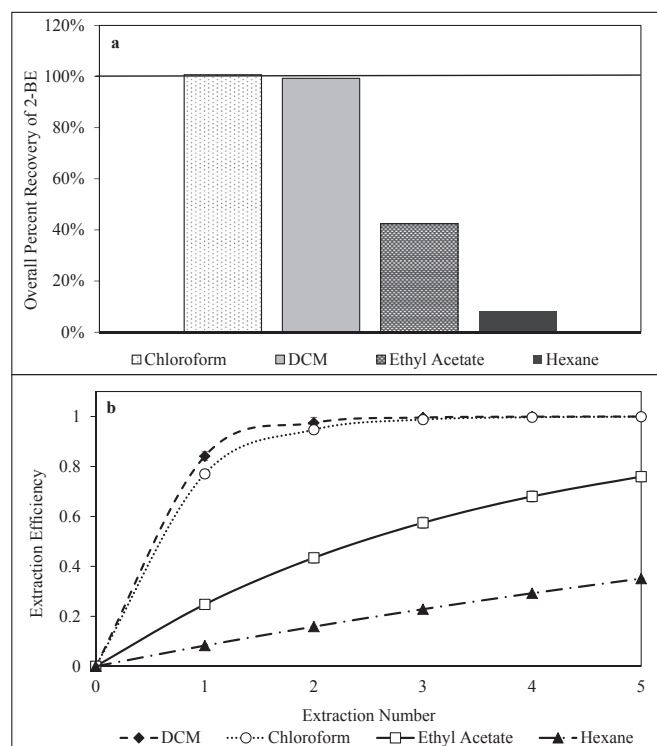 a
Overall Percent Recovery of 2-BE
120%
100%
80%
60%
40%
20%
0%
Chloroform DCM Ethyl Acetate Hexane
b
Extraction Efficiency
1
0.8
0.6
0.4
0.2
0
0 1 2 3 4 5
Extraction Number
DCM Chloroform Ethyl Acetate Hexane